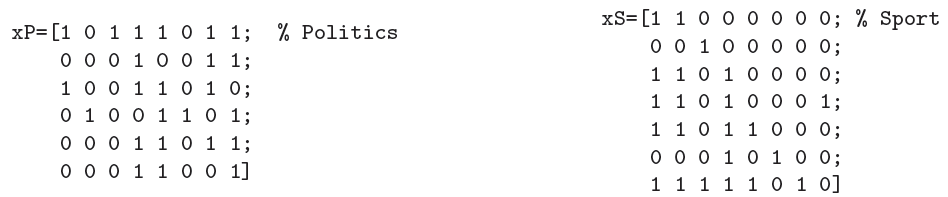 xP=[1 0 1 1 1 0 1 1; % Politics
0 0 0 1 0 0 1 1;
1 0 0 1 1 0 1 0;
0 1 0 0 1 1 0 1;
0 0 0 1 1 0 1 1;
0 0 0 1 1 0 0 1]
xS=[1 1 0 0 0 0 0 0; % Sport
0 0 1 0 0 0 0 0;
1 1 0 1 0 0 0 0;
1 1 0 1 0 0 0 1;
1 1 0 1 1 0 0 0;
0 0 0 1 0 1 0 0;
1 1 1 1 1 0 1 0]